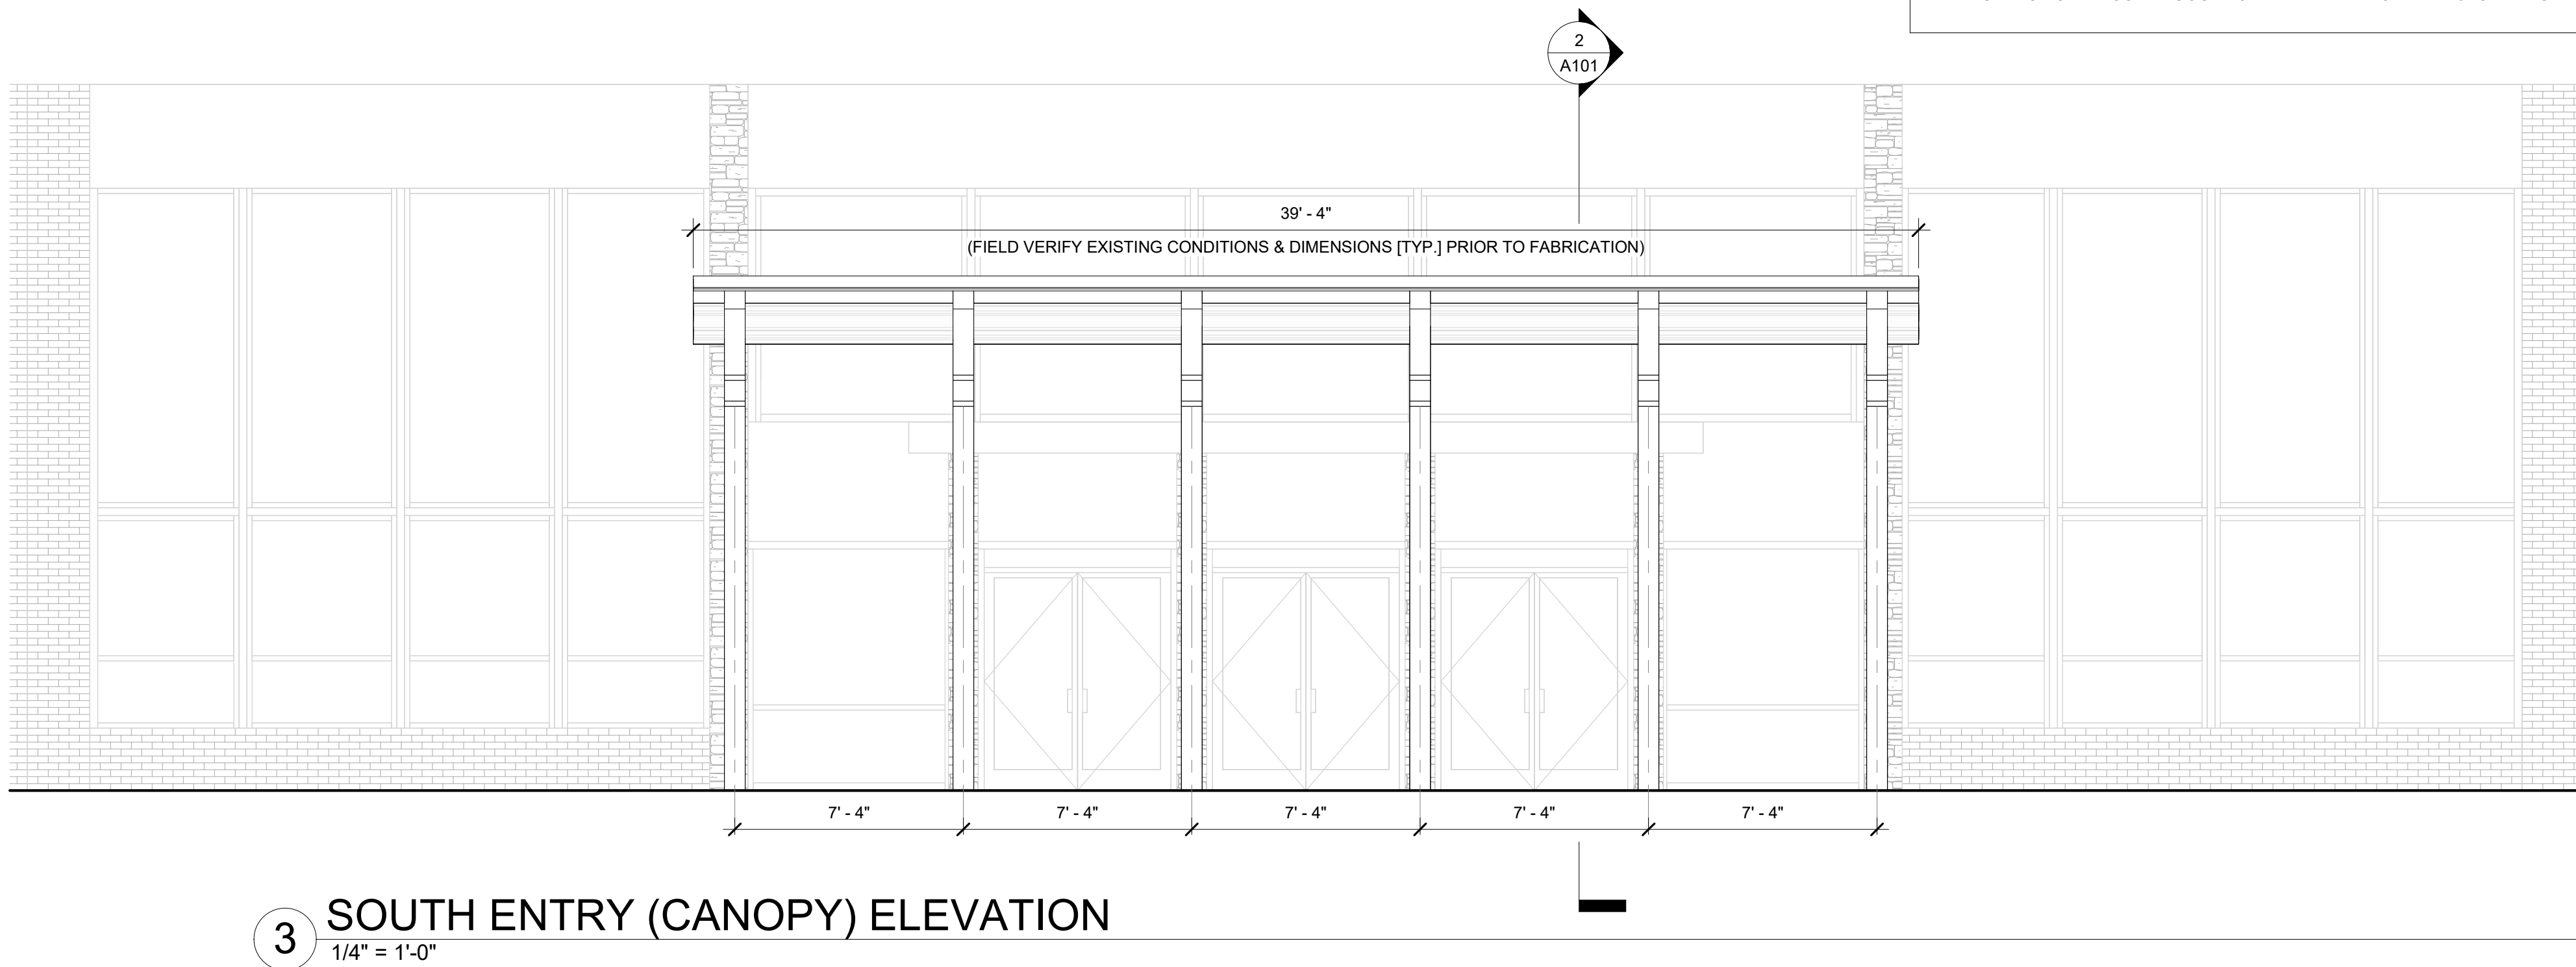 2
A101
39' - 4"
(FIELD VERIFY EXISTING CONDITIONS & DIMENSIONS [TYP.] PRIOR TO FABRICATION)
7' - 4" 7' - 4" 7' - 4" 7' - 4" 7' - 4"
3 SOUTH ENTRY (CANOPY) ELEVATION
1/4" = 1'-0"